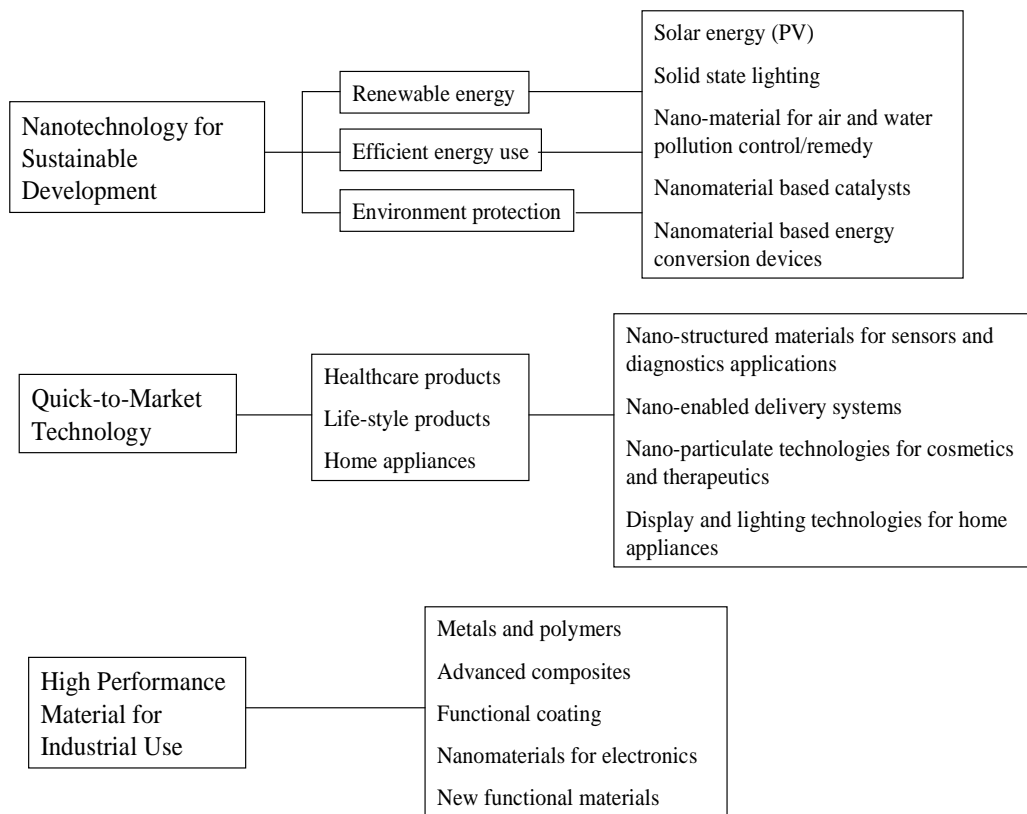 Nanotechnology for
Sustainable
Development
Renewable energy
Efficient energy use
Environment protection
Solar energy (PV)
Solid state lighting
Nano-material for air and water
pollution control/remedy
Nanomaterial based catalysts
Nanomaterial based energy
conversion devices
Quick-to-Market
Technology
Healthcare products
Life-style products
Home appliances
Nano-structured materials for sensors and
diagnostics applications
Nano-enabled delivery systems
Nano-particulate technologies for cosmetics
and therapeutics
Display and lighting technologies for home
appliances
High Performance
Material for
Industrial Use
Metals and polymers
Advanced composites
Functional coating
Nanomaterials for electronics
New functional materials